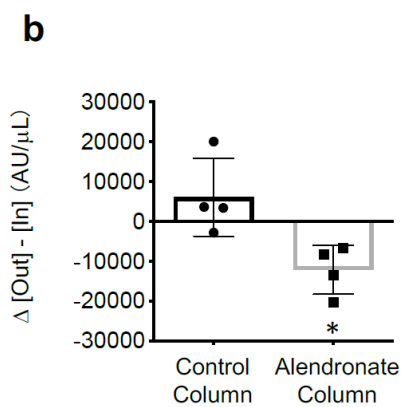 b
Δ [Out] - [In] (AU/μL)
30000
20000
10000
0
-10000
-20000
-30000
*
Control
Column
Alendronate
Column